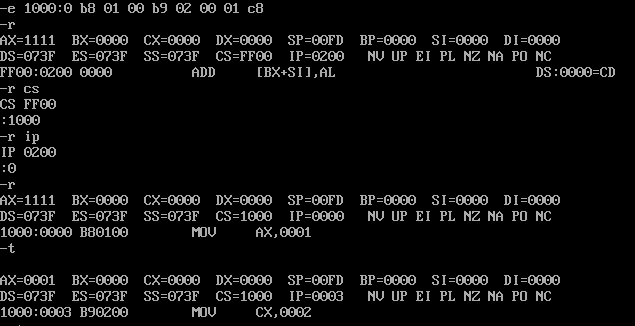 -e 1000:0 b8 01 00 b9 02 00 01 c8
-r
AX=1111 BX=0000 CX=0000 DX=0000 SP=00FD BP=0000 SI=0000 DI=0000
DS=073F ES=073F SS=073F CS=FF00 IP=0200 NV UP EI PL NZ NA PO NC
FF00:0200 0000 ADD [BX+SI],AL DS:0000=CD
-r cs
CS FF00
:1000
-r ip
IP 0200
:0
-r
AX=1111 BX=0000 CX=0000 DX=0000 SP=00FD BP=0000 SI=0000 DI=0000
DS=073F ES=073F SS=073F CS=1000 IP=0000 NV UP EI PL NZ NA PO NC
1000:0000 B80100 MOV AX,0001
-t
AX=0001 BX=0000 CX=0000 DX=0000 SP=00FD BP=0000 SI=0000 DI=0000
DS=073F ES=073F SS=073F CS=1000 IP=0003 NV UP EI PL NZ NA PO NC
1000:0003 B90200 MOV CX,0002